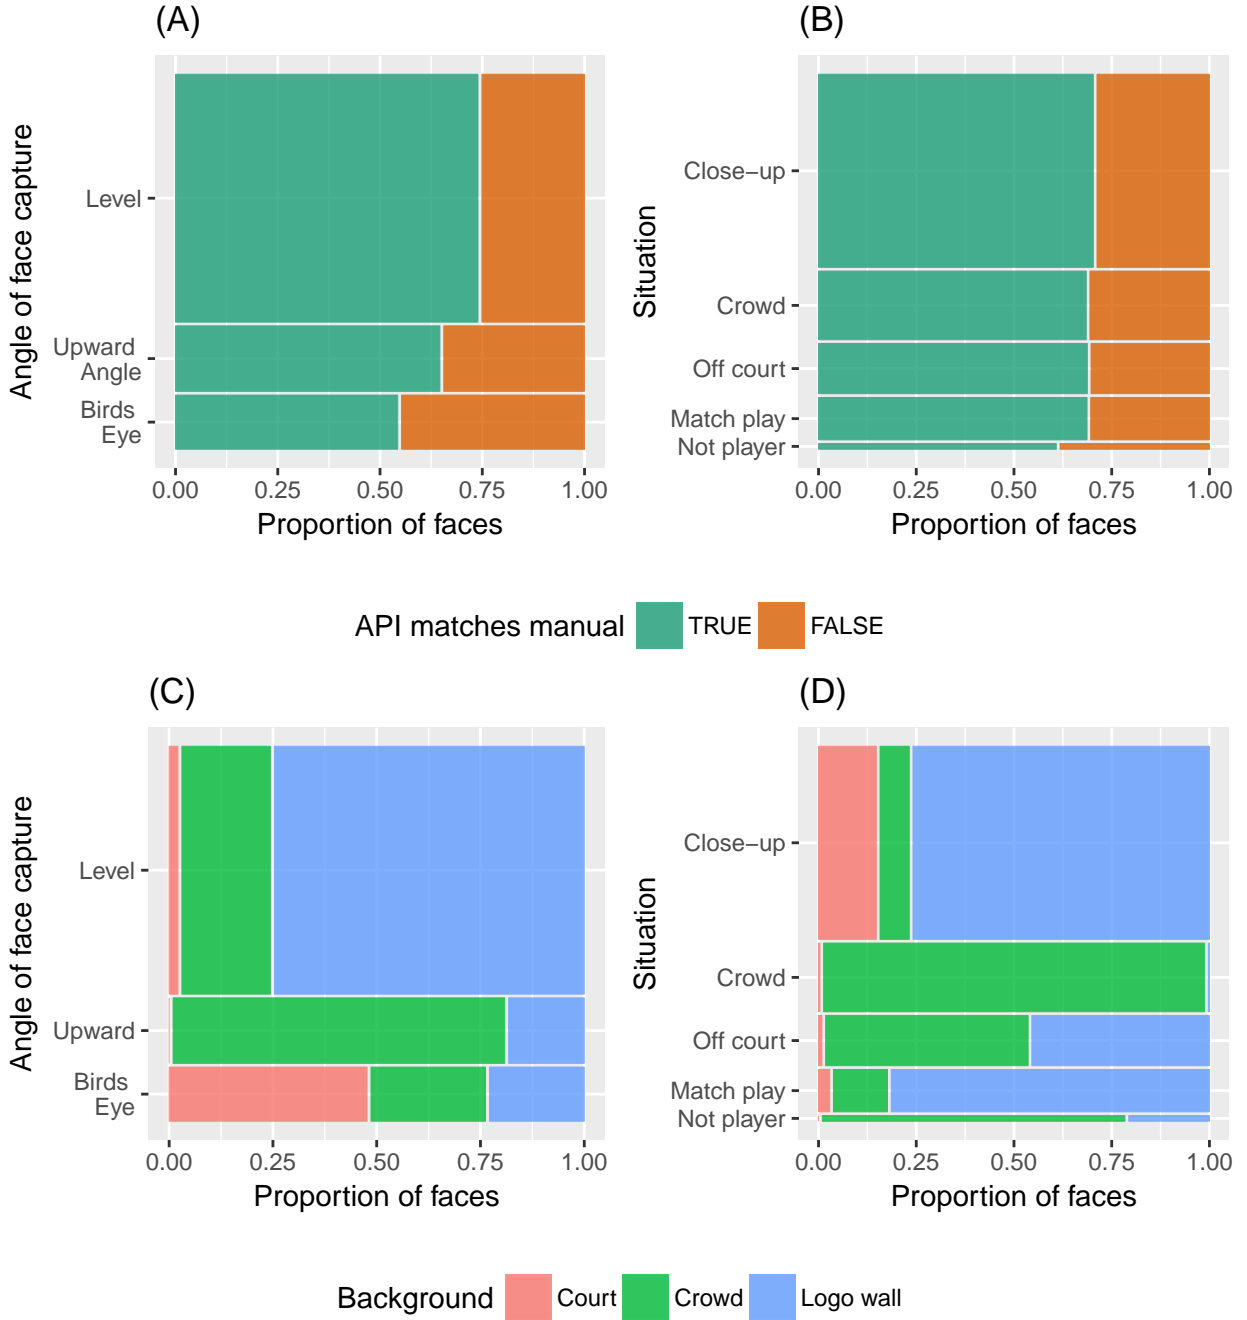 (A)
Angle of face capture
Level
Upward
Angle
Birds
Eye
0.00 0.25 0.50 0.75 1.00
Proportion of faces
(B)
Situation
Close−up
Crowd
Off court
Match play
Not player
0.00 0.25 0.50 0.75 1.00
Proportion of faces
API matches manual TRUE FALSE
(C)
Angle of face capture
Level
Upward
Birds
Eye
0.00 0.25 0.50 0.75 1.00
Proportion of faces
(D)
Situation
Close−up
Crowd
Off court
Match play
Not player
0.00 0.25 0.50 0.75 1.00
Proportion of faces
Background Court Crowd Logo wall